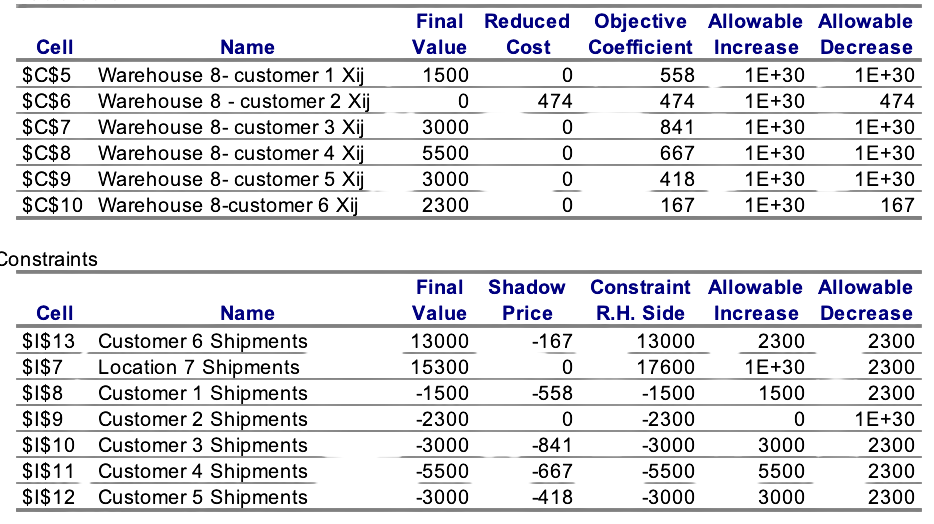 Final Reduced Objective Allowable Allowable
Cell Name Value Cost Coefficient Increase Decrease
$C$5 Warehouse 8- customer 1 Xij 1500 0 558 1E+30 1E+30
$C$6 Warehouse 8 - customer 2 Xij 0 474 474 1E+30 474
$C$7 Warehouse 8- customer 3 Xij 3000 0 841 1E+30 1E+30
$C$8 Warehouse 8- customer 4 Xij 5500 0 667 1E+30 1E+30
$C$9 Warehouse 8- customer 5 Xij 3000 0 418 1E+30 1E+30
$C$10 Warehouse 8-customer 6 Xij 2300 0 167 1E+30 167
Constraints
Final Shadow Constraint Allowable Allowable
Cell Name Value Price R.H. Side Increase Decrease
$I$13 Customer 6 Shipments 13000 -167 13000 2300 2300
$I$7 Location 7 Shipments 15300 0 17600 1E+30 2300
$I$8 Customer 1 Shipments -1500 -558 -1500 1500 2300
$I$9 Customer 2 Shipments -2300 0 -2300 0 1E+30
$I$10 Customer 3 Shipments -3000 -841 -3000 3000 2300
$I$11 Customer 4 Shipments -5500 -667 -5500 5500 2300
$I$12 Customer 5 Shipments -3000 -418 -3000 3000 2300